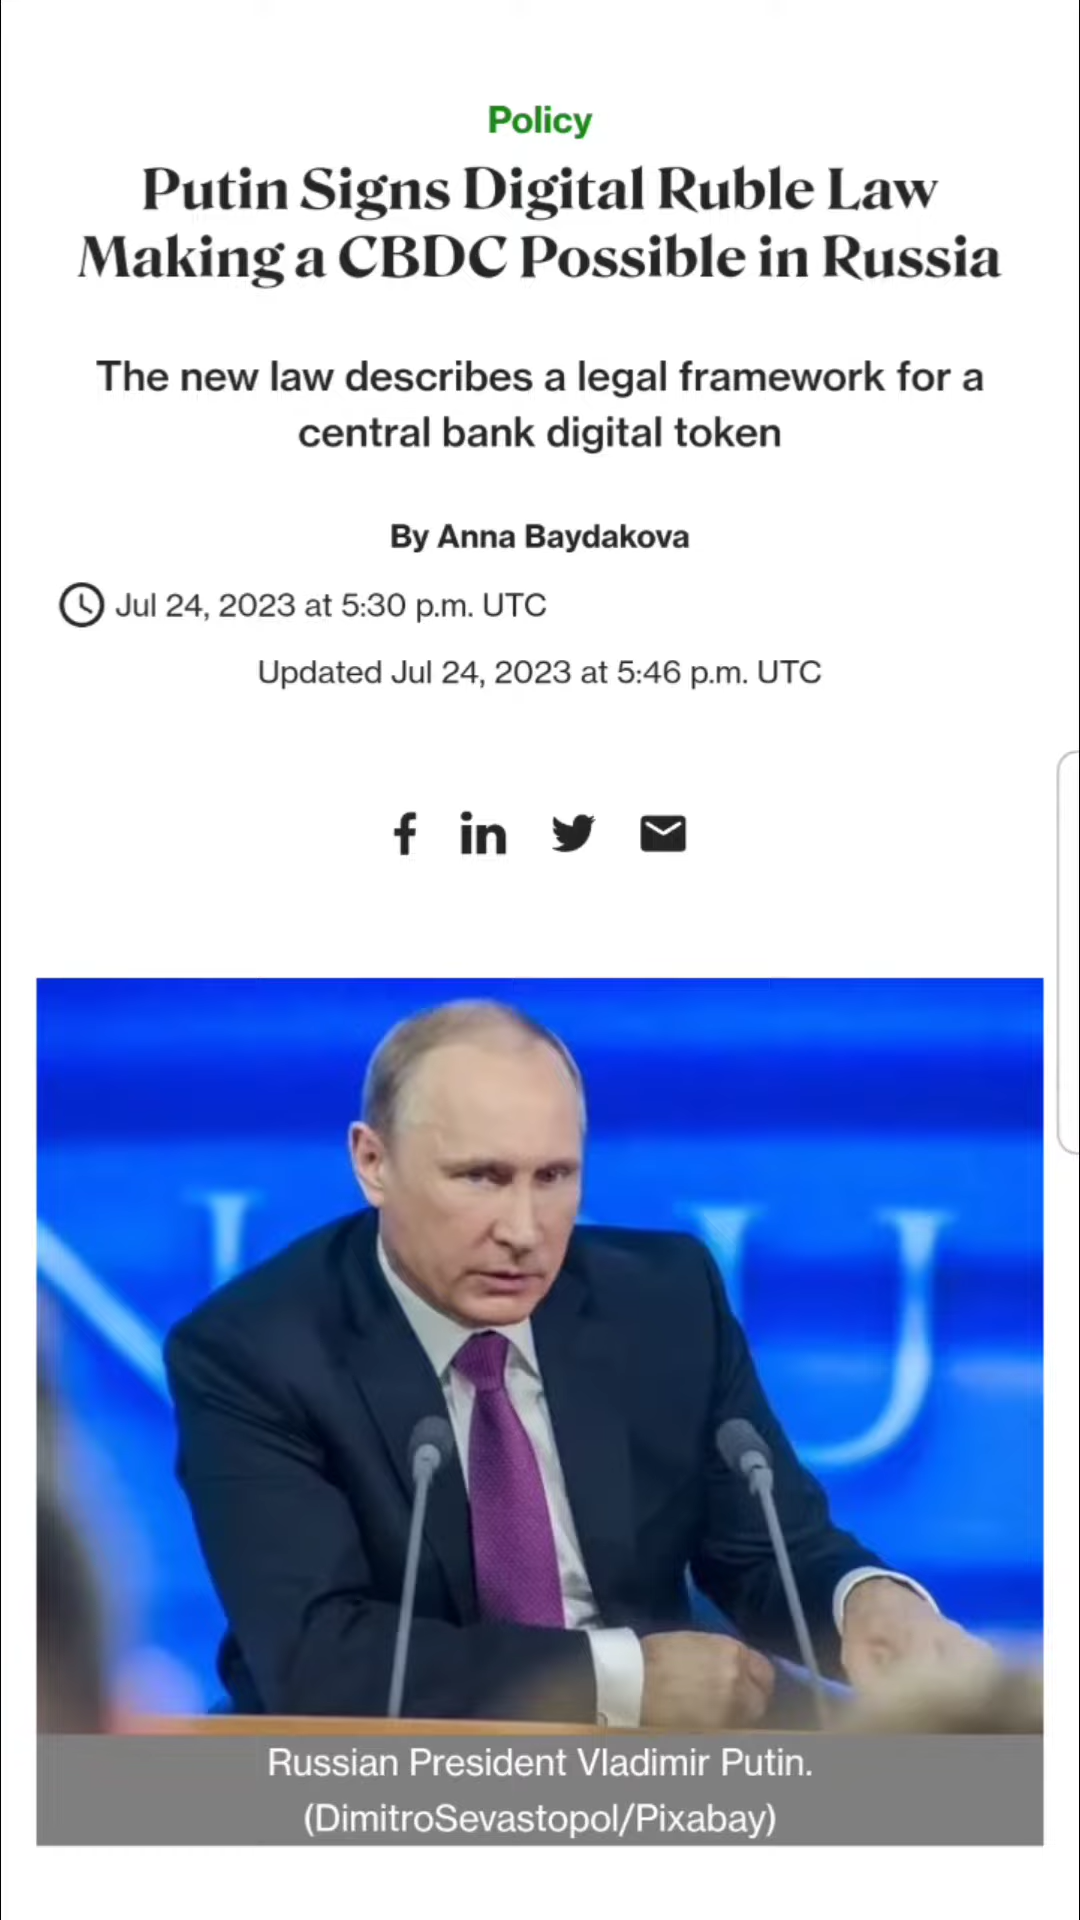 Policy
Putin Signs Digital Ruble Law
Making a CBDC Possible in Russia
The new law describes a legal framework for a
central bank digital token
By Anna Baydakova
Jul 24, 2023 at 5:30 p.m. UTC
Updated Jul 24, 2023 at 5:46 p.m. UTC
f in
Russian President Vladimir Putin.
(DimitroSevastopol/Pixabay)